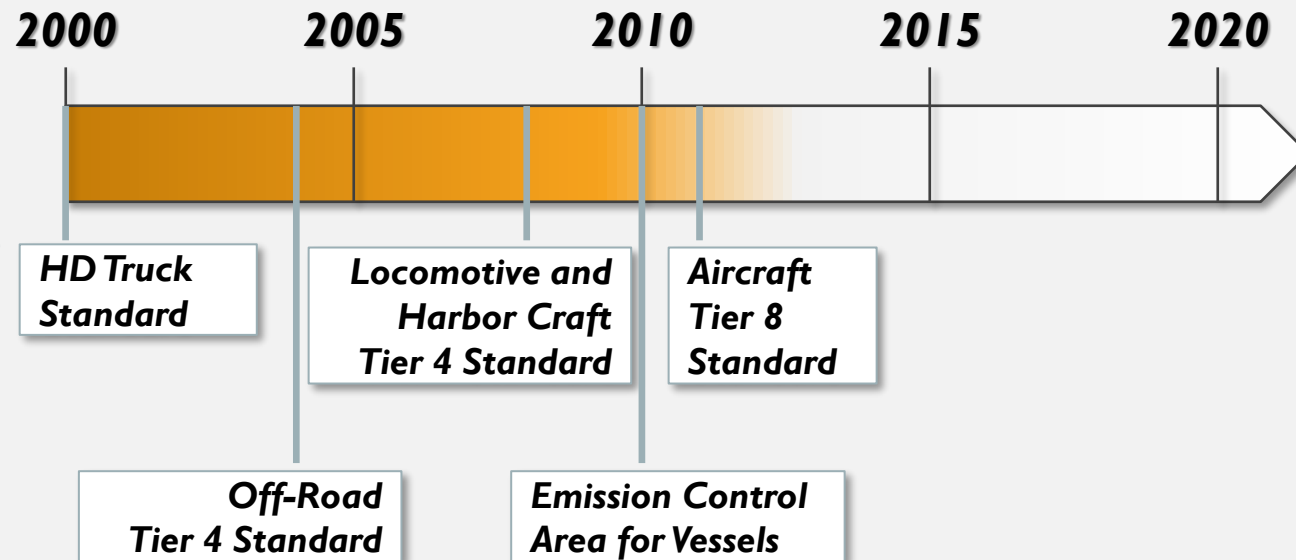 2000 2005 2010 2015 2020
HD Truck
Standard
Locomotive and
Harbor Craft
Tier 4 Standard
Aircraft
Tier 8
Standard
Off-Road
Tier 4 Standard
Emission Control
Area for Vessels